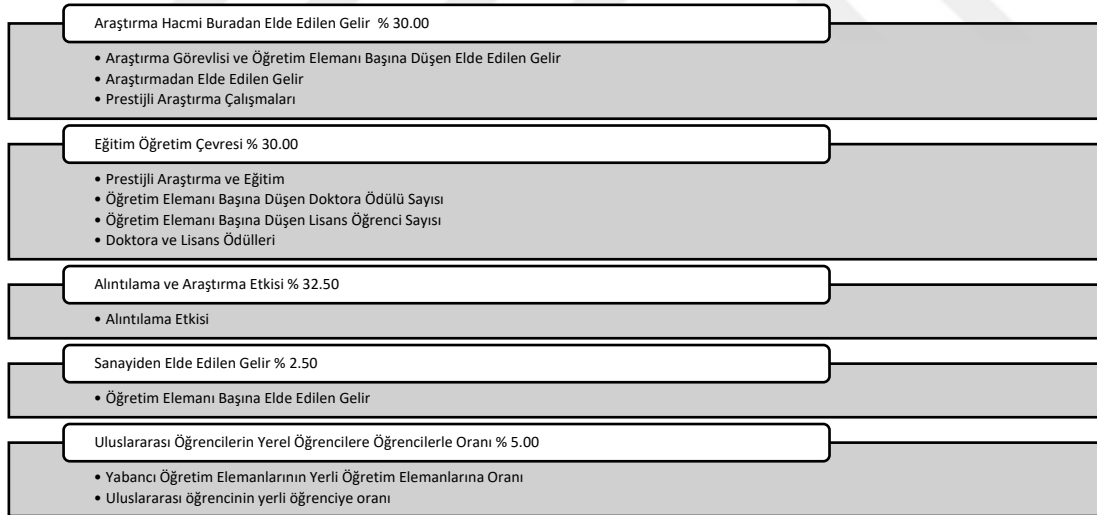 Araştırma Hacmi Buradan Elde Edilen Gelir % 30.00
• Araştırma Görevlisi ve Öğretim Elemanı Başına Düşen Elde Edilen Gelir
• Araştırmadan Elde Edilen Gelir
• Prestijli Araştırma Çalışmaları
Eğitim Öğretim Çevresi % 30.00
• Prestijli Araştırma ve Eğitim
• Öğretim Elemanı Başına Düşen Doktora Ödülü Sayısı
• Öğretim Elemanı Başına Düşen Lisans Öğrenci Sayısı
• Doktora ve Lisans Ödülleri
Alıntılama ve Araştırma Etkisi % 32.50
• Alıntılama Etkisi
Sanayiden Elde Edilen Gelir % 2.50
• Öğretim Elemanı Başına Elde Edilen Gelir
Uluslararası Öğrencilerin Yerel Öğrencilere Öğrencilerle Oranı % 5.00
• Yabancı Öğretim Elemanlarının Yerli Öğretim Elemanlarına Oranı
• Uluslararası öğrencinin yerli öğrenciye oranı